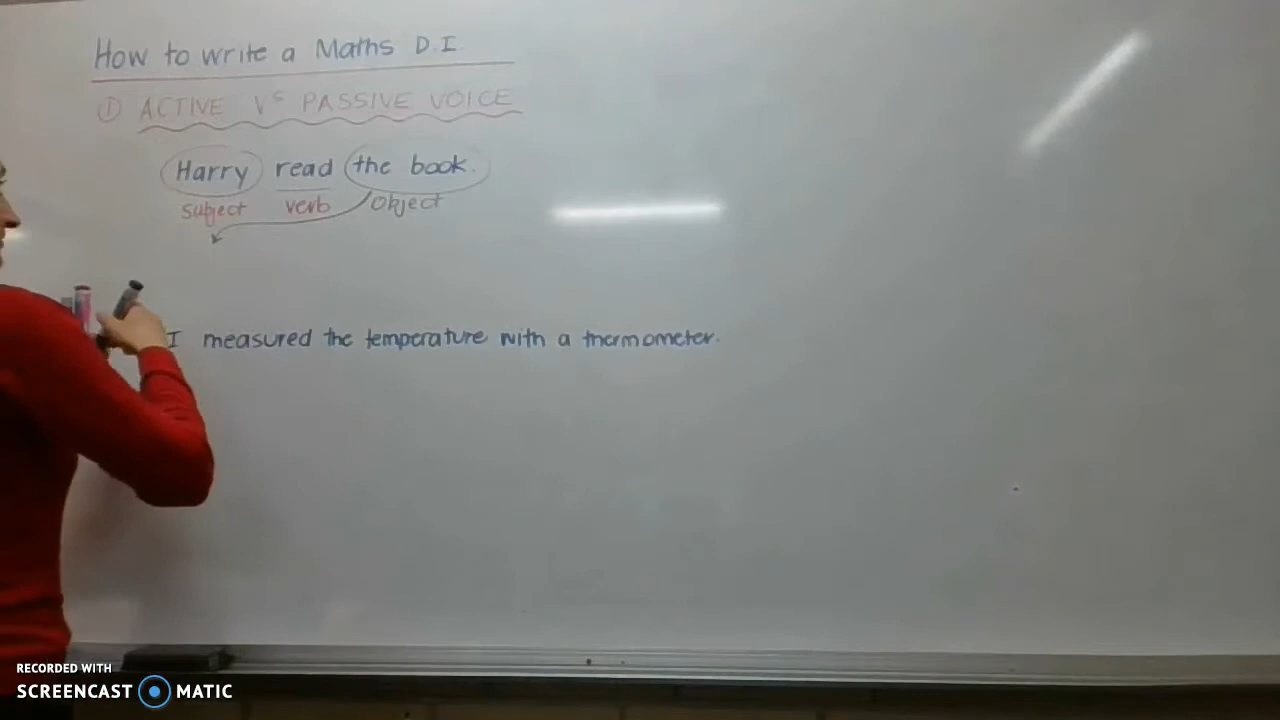 How to write a Maths D.I.
① ACTIVE Vs PASSIVE VOICE
Harry read the book.
subject verb object
I measured the temperature with a thermometer.
RECORDED WITH
SCREENCAST MATIC